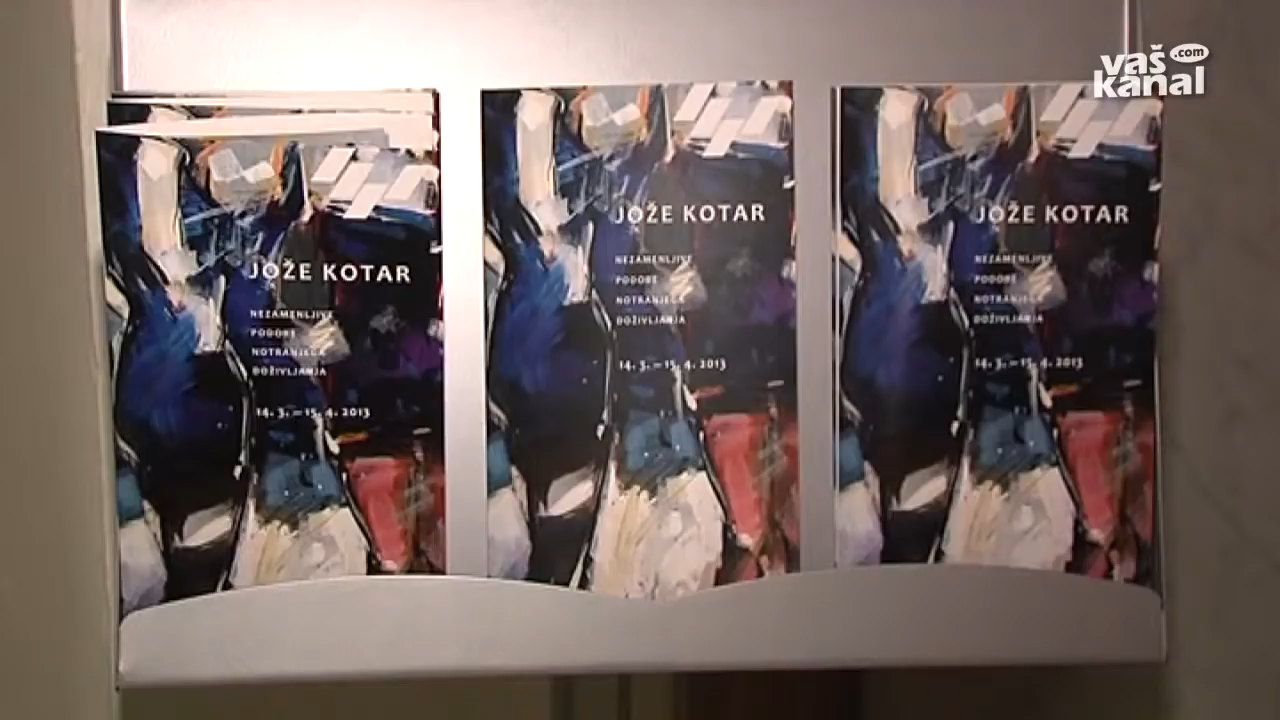 vaš
.com
kanal
JOŽE KOTAR
NEZAMENLJIVE
PODOBE
NOTRANJEGA
DOŽIVLJANJA
14. 3. – 15. 4. 2013
JOŽE KOTAR
NEZAMENLJIVE
PODOBE
NOTRANJEGA
DOŽIVLJANJA
14. 3. – 15. 4. 2013
JOŽE KOTAR
NEZAMENLJIVE
PODOBE
NOTRANJEGA
DOŽIVLJANJA
14. 3. – 15. 4. 2013